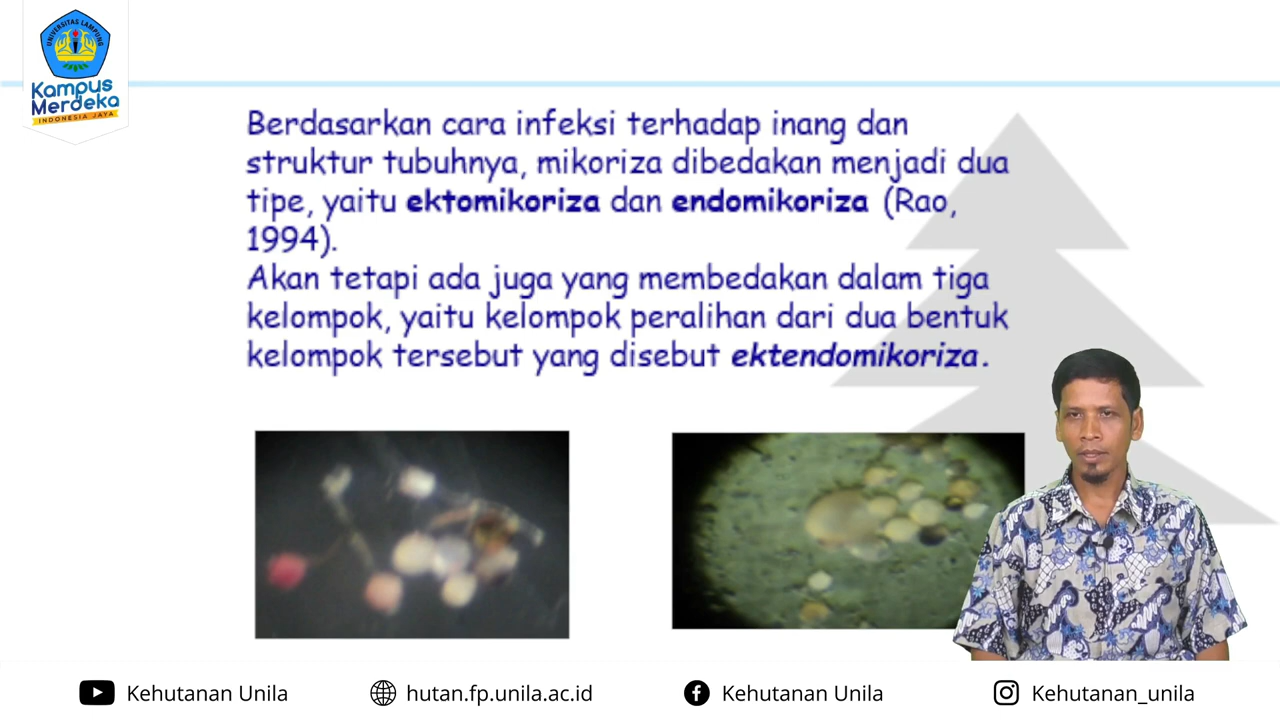 UNIVERSITAS LAMPUNG
Kampus
Merdeka
INDONESIA JAYA
Berdasarkan cara infeksi terhadap inang dan
struktur tubuhnya, mikoriza dibedakan menjadi dua
tipe, yaitu ektomikoriza dan endomikoriza (Rao,
1994).
Akan tetapi ada juga yang membedakan dalam tiga
kelompok, yaitu kelompok peralihan dari dua bentuk
kelompok tersebut yang disebut ektendomikoriza.
Kehutanan Unila
hutan.fp.unila.ac.id
Kehutanan Unila
Kehutanan_unila